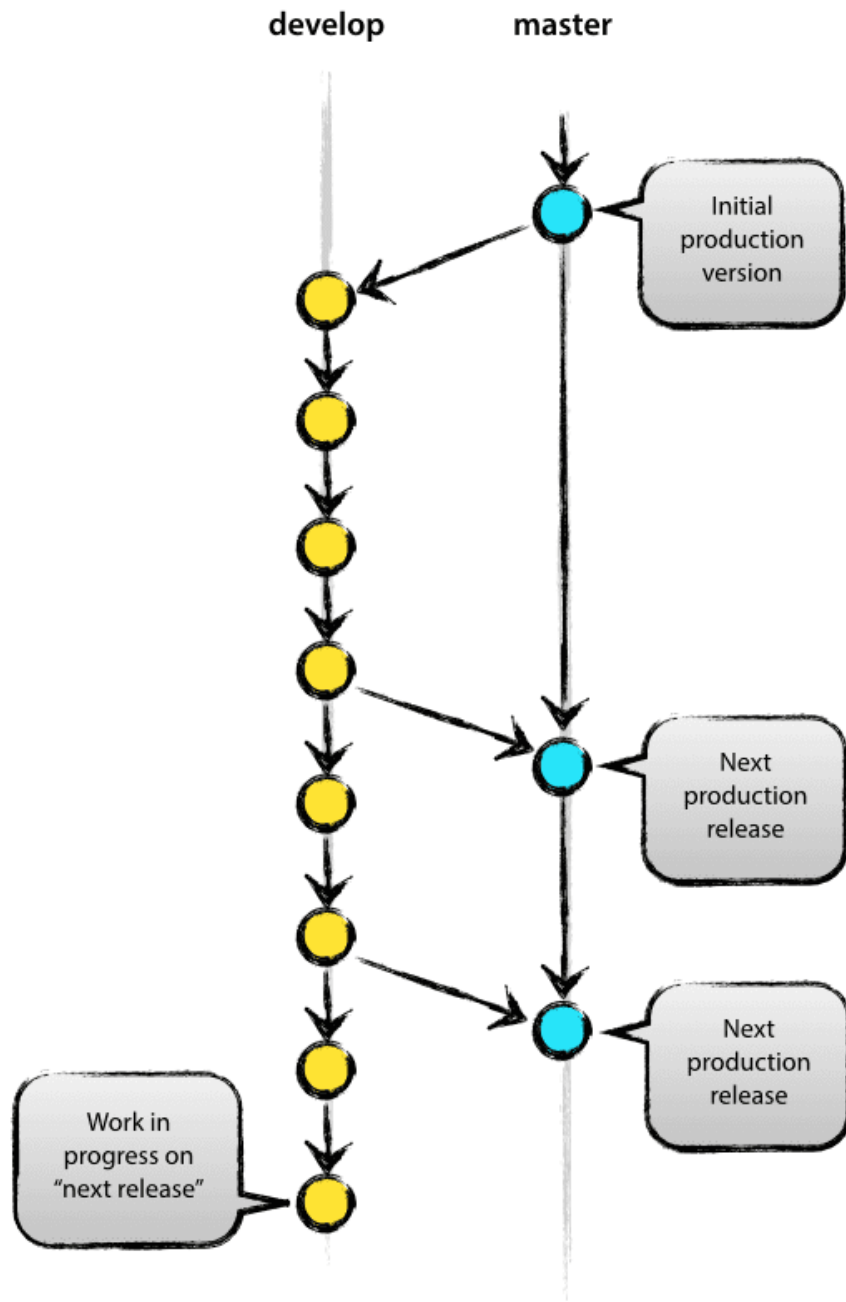 develop
master
Initial
production
version
Next
production
release
Next
production
release
Work in
progress on
“next release”